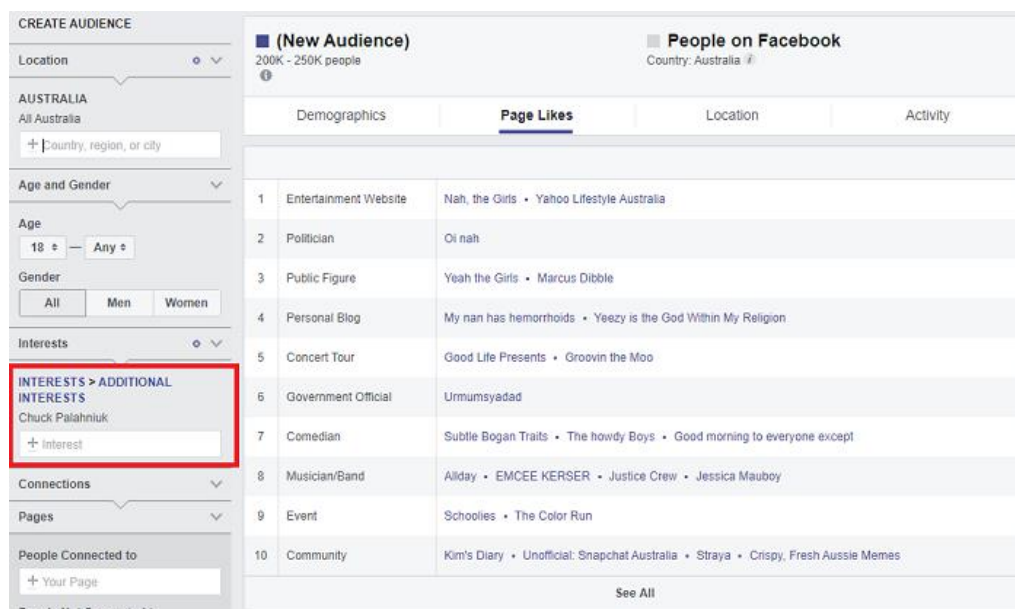 CREATE AUDIENCE
Location
AUSTRALIA
All Australia
+ Country, region, or city
Age and Gender
Age
18 — Any
Gender
All Men Women
Interests
INTERESTS > ADDITIONAL
INTERESTS
Chuck Palahniuk
+ Interest
Connections
Pages
People Connected to
+ Your Page
(New Audience)
200K - 250K people
People on Facebook
Country: Australia
Demographics Page Likes Location Activity
1 Entertainment Website Nah, the Girls • Yahoo Lifestyle Australia
2 Politician Oi nah
3 Public Figure Yeah the Girls • Marcus Dibble
4 Personal Blog My nan has hemorrhoids • Yeezy is the God Within My Religion
5 Concert Tour Good Life Presents • Groovin the Moo
6 Government Official Urmumsyadad
7 Comedian Subtle Bogan Traits • The howdy Boys • Good morning to everyone except
8 Musician/Band Allday • EMCEE KERSER • Justice Crew • Jessica Mauboy
9 Event Schoolies • The Color Run
10 Community Kim's Diary • Unofficial: Snapchat Australia • Straya • Crispy, Fresh Aussie Memes
See All